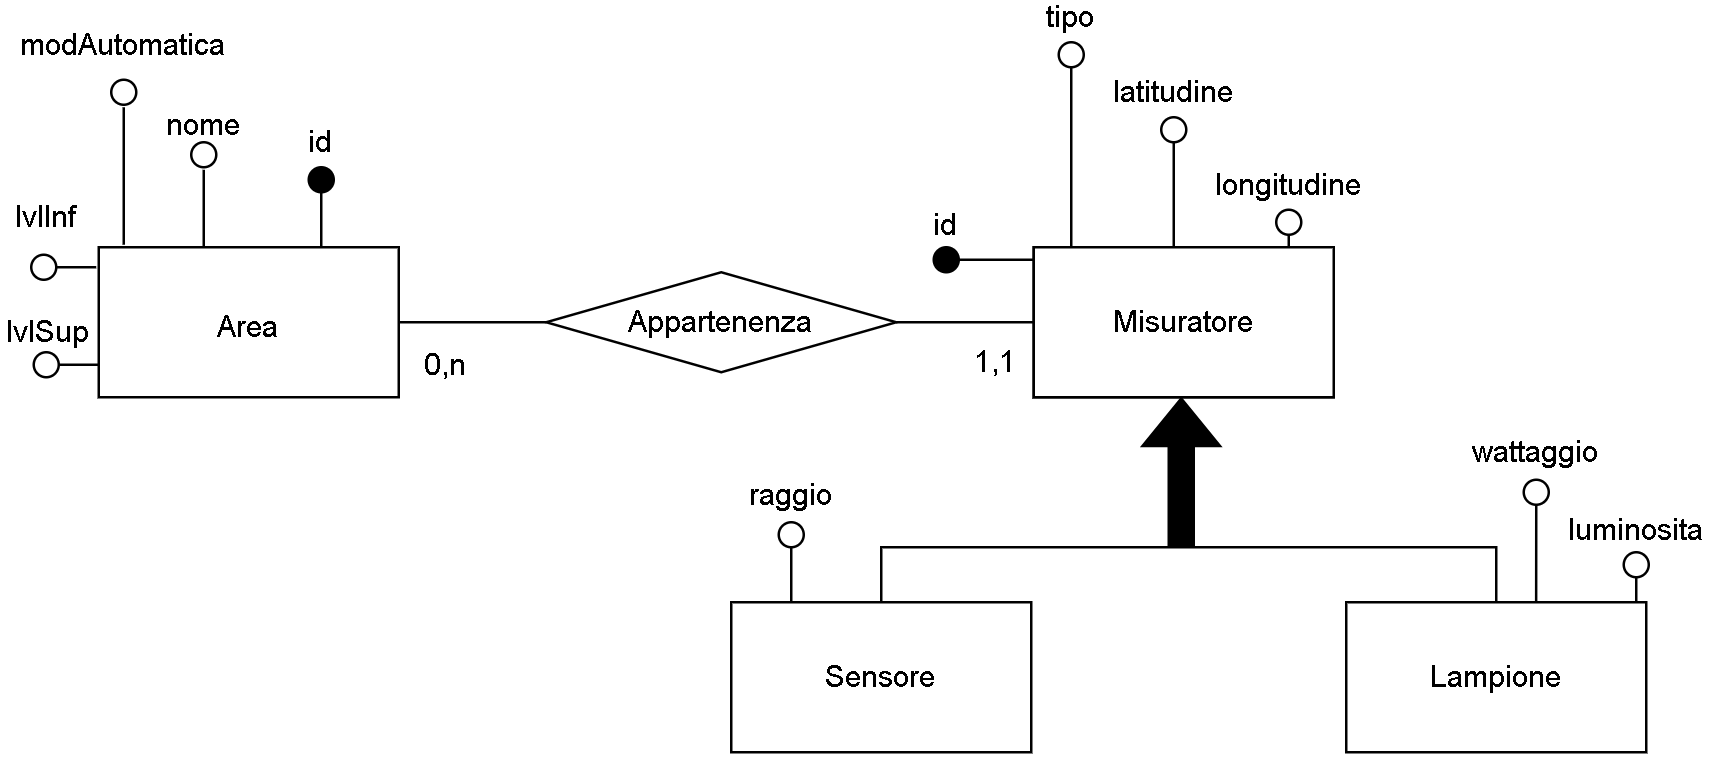 tipo
modAutomatica
latitudine
nome
id
longitudine
lvlInf
id
Area
Appartenenza
Misuratore
lvlSup
0,n
1,1
wattaggio
raggio
luminosita
Sensore
Lampione